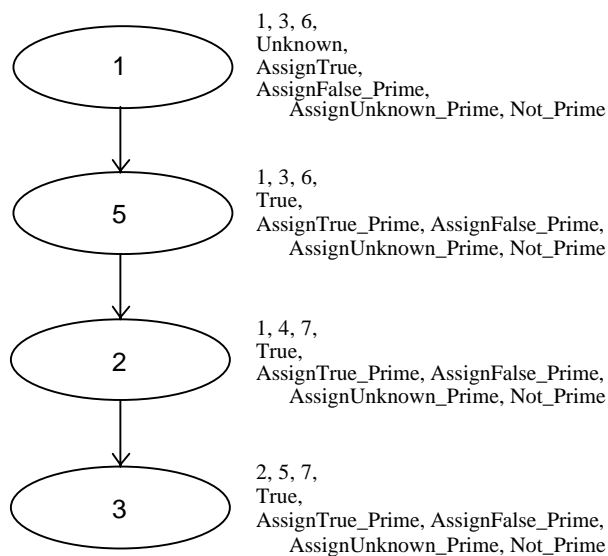 1
1, 3, 6,
Unknown,
AssignTrue,
AssignFalse_Prime,
AssignUnknown_Prime, Not_Prime
5
1, 3, 6,
True,
AssignTrue_Prime, AssignFalse_Prime,
AssignUnknown_Prime, Not_Prime
2
1, 4, 7,
True,
AssignTrue_Prime, AssignFalse_Prime,
AssignUnknown_Prime, Not_Prime
3
2, 5, 7,
True,
AssignTrue_Prime, AssignFalse_Prime,
AssignUnknown_Prime, Not_Prime